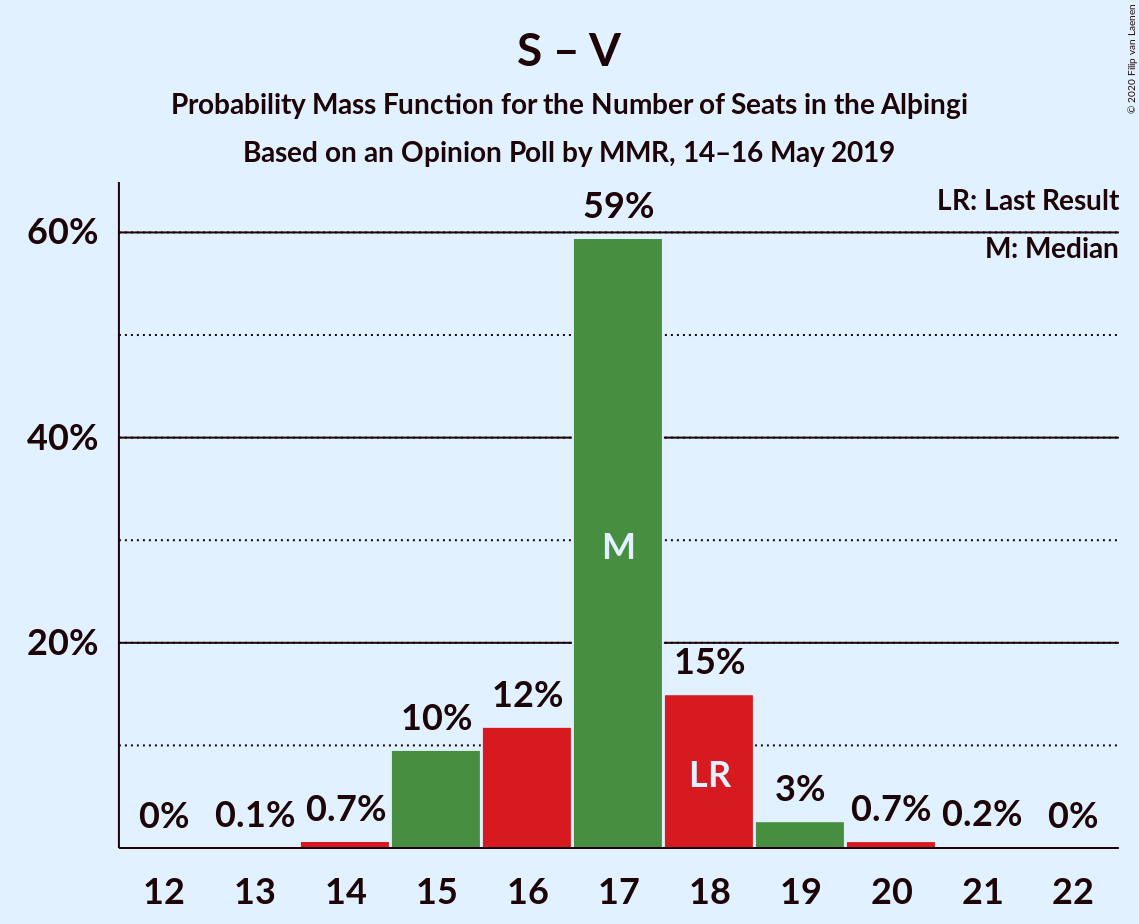 S – V
Probability Mass Function for the Number of Seats in the Alþingi
Based on an Opinion Poll by MMR, 14–16 May 2019
© 2020 Filip van Laenen
LR: Last Result
M: Median
60%
40%
20%
0%
0.1%
0.7%
10%
12%
59%
15%
3%
0.7%
0.2%
0%
M
LR
12 13 14 15 16 17 18 19 20 21 22